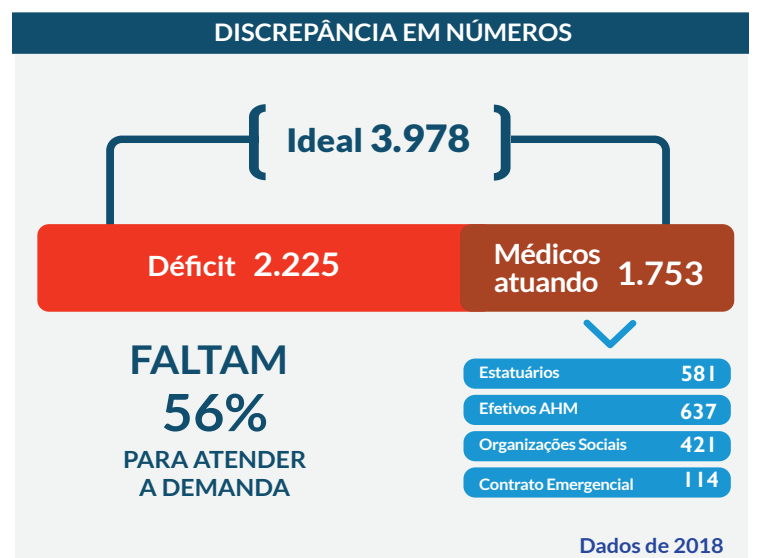 DISCREPÂNCIA EM NÚMEROS
Ideal 3.978
Déficit 2.225
Médicos
atuando 1.753
FALTAM
56%
PARA ATENDER
A DEMANDA
Estatuários 581
Efetivos AHM 637
Organizações Sociais 421
Contrato Emergencial 114
Dados de 2018